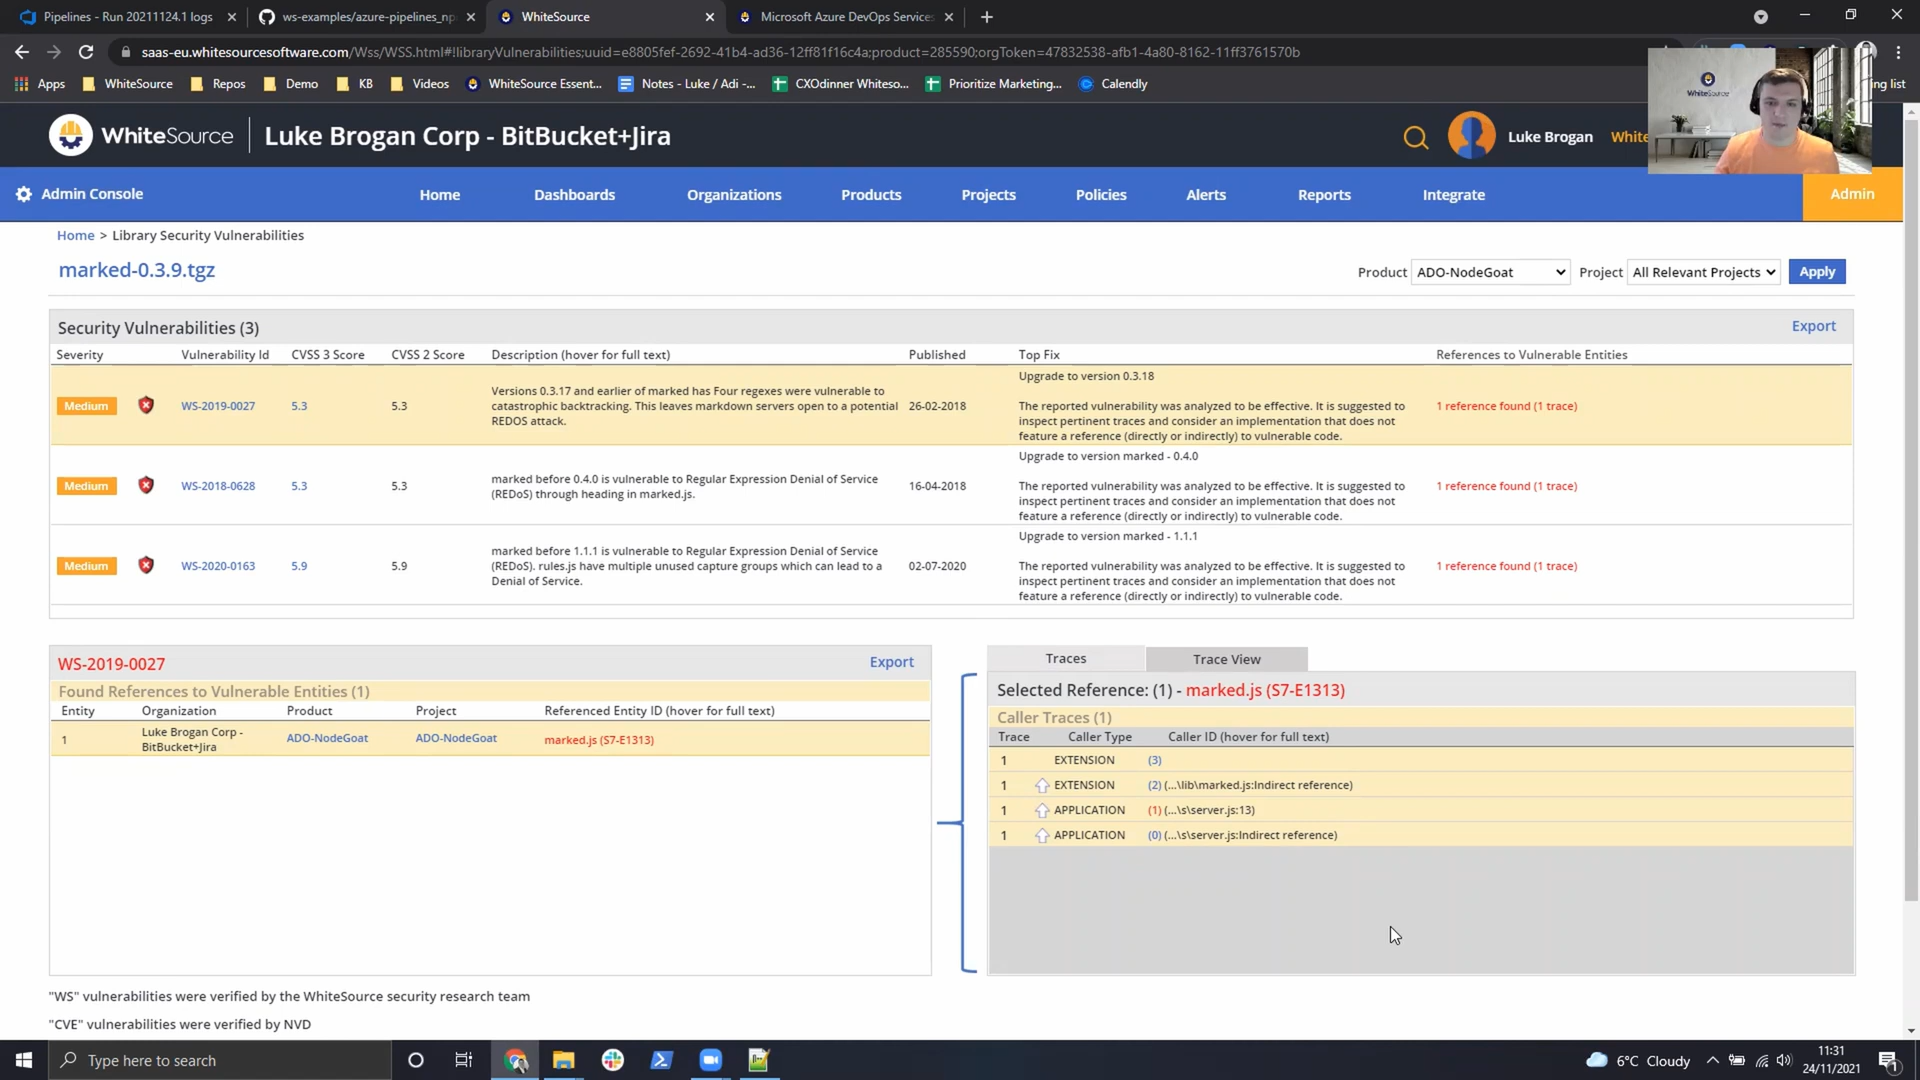 Pipelines - Run 20211124.1 logs
ws-examples/azure-pipelines_np
WhiteSource
Microsoft Azure DevOps Services
saas-eu.whitesourcesoftware.com/Wss/WSS.html#!libraryVulnerabilities;uuid=e8805fef-2692-41b4-ad36-12ff81f16c4a;product=285590;orgToken=47832538-afb1-4a80-8162-11ff3761570b
Apps
WhiteSource
Repos
Demo
KB
Videos
WhiteSource Essent...
Notes - Luke / Adi -...
CXOdinner Whiteso...
Prioritize Marketing...
Calendly
ng list
WhiteSource
WhiteSource
Luke Brogan Corp - BitBucket+Jira
Luke Brogan
White
Admin Console
Home
Dashboards
Organizations
Products
Projects
Policies
Alerts
Reports
Integrate
Admin
Home > Library Security Vulnerabilities
marked-0.3.9.tgz
Product
ADO-NodeGoat
Project
All Relevant Projects
Apply
Security Vulnerabilities (3)
Export
Severity
Vulnerability Id
CVSS 3 Score
CVSS 2 Score
Description (hover for full text)
Published
Top Fix
References to Vulnerable Entities
Medium
WS-2019-0027
5.3
5.3
Versions 0.3.17 and earlier of marked has Four regexes were vulnerable to
catastrophic backtracking. This leaves markdown servers open to a potential
REDOS attack.
26-02-2018
Upgrade to version 0.3.18
The reported vulnerability was analyzed to be effective. It is suggested to
inspect pertinent traces and consider an implementation that does not
feature a reference (directly or indirectly) to vulnerable code.
1 reference found (1 trace)
Medium
WS-2018-0628
5.3
5.3
marked before 0.4.0 is vulnerable to Regular Expression Denial of Service
(REDoS) through heading in marked.js.
16-04-2018
Upgrade to version marked - 0.4.0
The reported vulnerability was analyzed to be effective. It is suggested to
inspect pertinent traces and consider an implementation that does not
feature a reference (directly or indirectly) to vulnerable code.
1 reference found (1 trace)
Medium
WS-2020-0163
5.9
5.9
marked before 1.1.1 is vulnerable to Regular Expression Denial of Service
(REDoS). rules.js have multiple unused capture groups which can lead to a
Denial of Service.
02-07-2020
Upgrade to version marked - 1.1.1
The reported vulnerability was analyzed to be effective. It is suggested to
inspect pertinent traces and consider an implementation that does not
feature a reference (directly or indirectly) to vulnerable code.
1 reference found (1 trace)
WS-2019-0027
Export
Found References to Vulnerable Entities (1)
Entity
Organization
Product
Project
Referenced Entity ID (hover for full text)
1
Luke Brogan Corp -
BitBucket+Jira
ADO-NodeGoat
ADO-NodeGoat
marked.js (S7-E1313)
Traces
Trace View
Selected Reference: (1) - marked.js (S7-E1313)
Caller Traces (1)
Trace
Caller Type
Caller ID (hover for full text)
1 EXTENSION (3)
1 EXTENSION (2) (...\lib\marked.js:Indirect reference)
1 APPLICATION (1) (...\s\server.js:13)
1 APPLICATION (0) (...\s\server.js:Indirect reference)
"WS" vulnerabilities were verified by the WhiteSource security research team
"CVE" vulnerabilities were verified by NVD
Type here to search
6°C Cloudy
11:31
24/11/2021
1